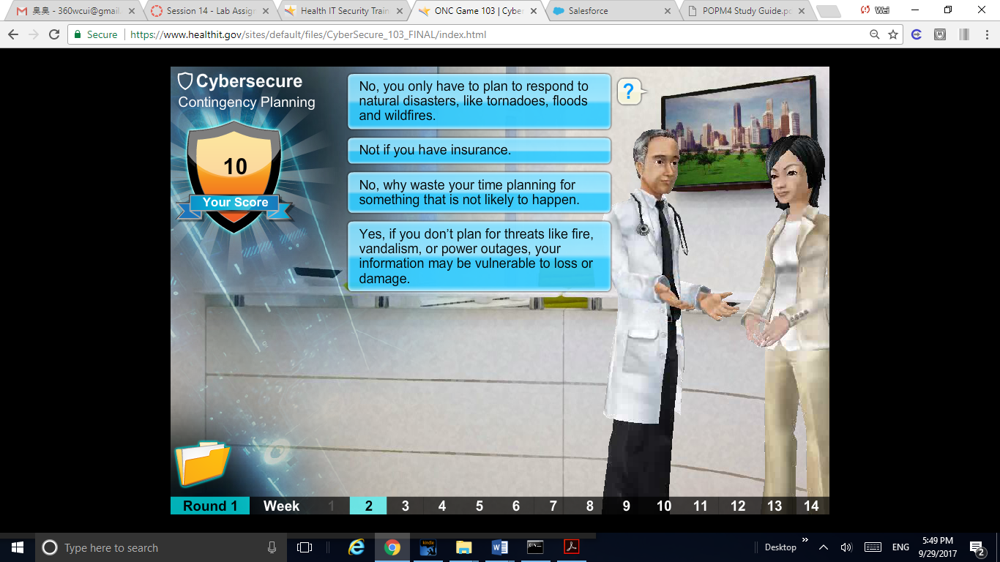 臭臭 - 360wcui@gmail
Session 14 - Lab Assign
Health IT Security Train
ONC Game 103 | Cyber
Salesforce
POPM4 Study Guide.pd
Wei
Secure
https://www.healthit.gov/sites/default/files/CyberSecure_103_FINAL/index.html
Cybersecure
Contingency Planning
10
Your Score
No, you only have to plan to respond to
natural disasters, like tornadoes, floods
and wildfires.
Not if you have insurance.
No, why waste your time planning for
something that is not likely to happen.
Yes, if you don't plan for threats like fire,
vandalism, or power outages, your
information may be vulnerable to loss or
damage.
?
Round 1 Week 1 2 3 4 5 6 7 8 9 10 11 12 13 14
Type here to search
kindle
Desktop
ENG
5:49 PM
9/29/2017
2